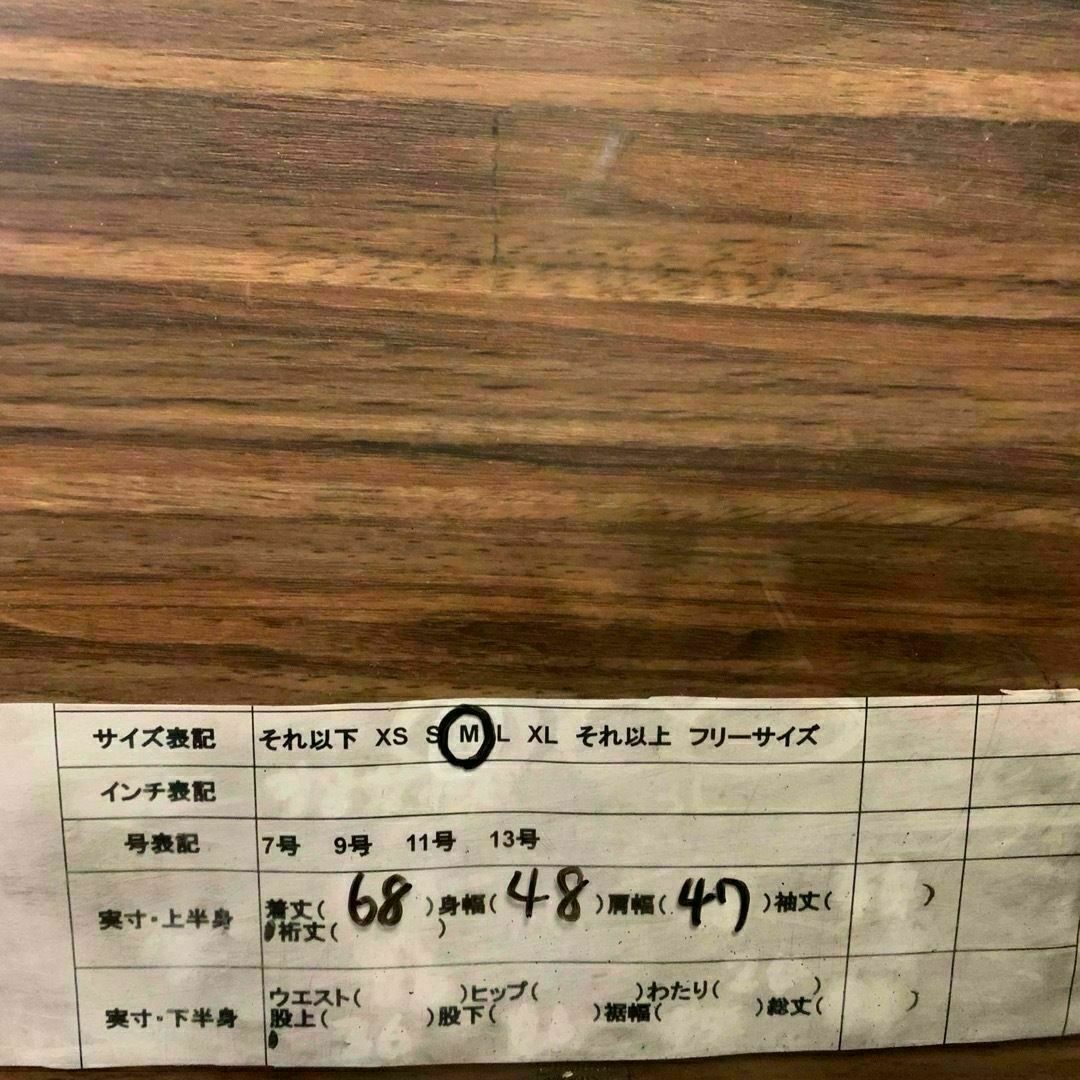 サイズ表記 それ以下 XS S M L XL それ以上 フリーサイズ
インチ表記
号表記 7号 9号 11号 13号
実寸・上半身 着丈( 68 )身幅( 48 )肩幅( 47 )袖丈( )
裄丈( )
実寸・下半身 ウエスト( )ヒップ( )わたり( )
股上( )股下( )裾幅( )総丈( )